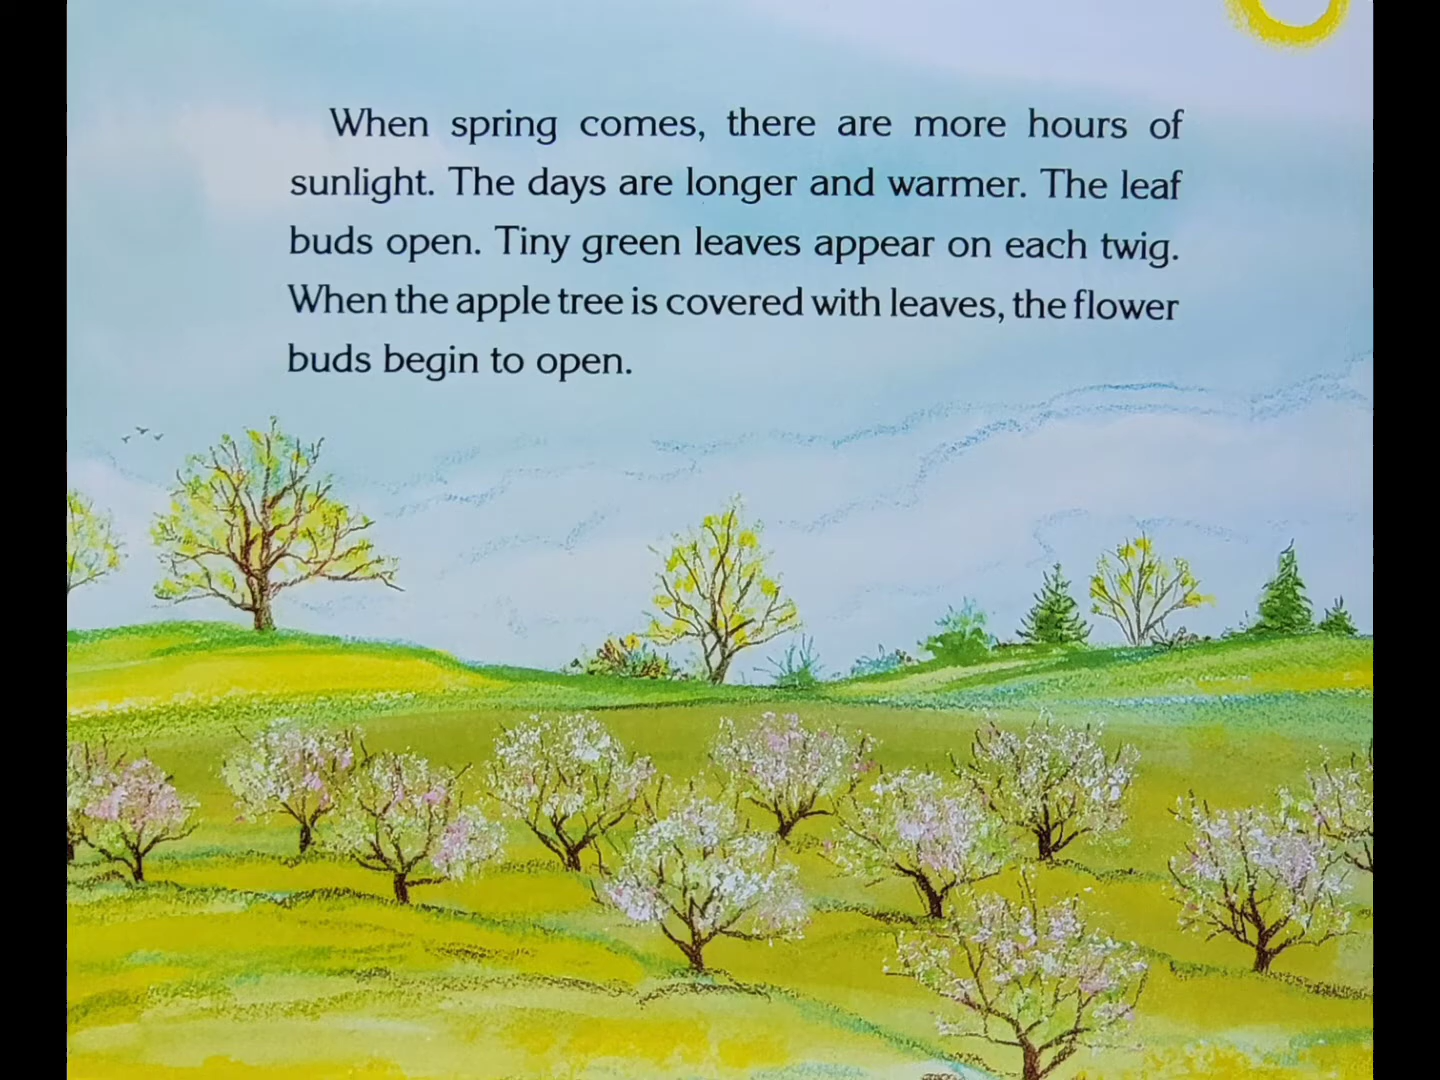 When spring comes, there are more hours of
sunlight. The days are longer and warmer. The leaf
buds open. Tiny green leaves appear on each twig.
When the apple tree is covered with leaves, the flower
buds begin to open.